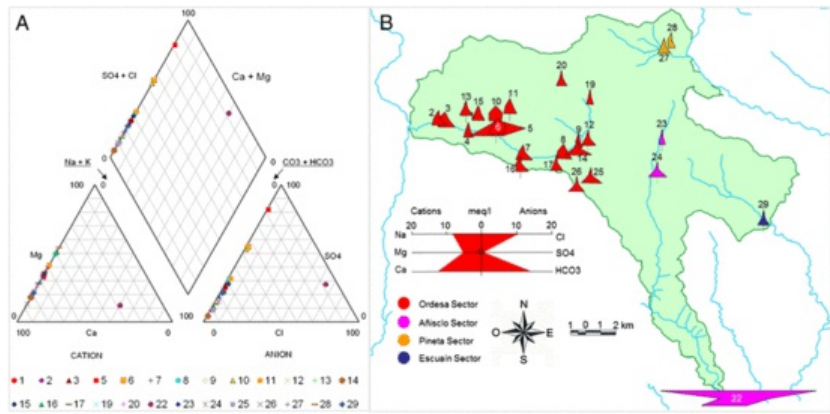 A
100
SO4 + Cl
Ca + Mg
0
0
Na + K
CO3 + HCO3
100
0
0
100
Mg
SO4
0
100
0
100
Ca
0
0
Cl
100
CATION
ANION
1 2 3 5 6 7 8 9 10 11 12 13 14
15 16 17 19 20 22 23 24 25 26 27 28 29
B
28
27
20
19
13
15
10
11
2
3
4
6
5
23
9
12
8
14
7
16
17
24
26
25
29
Cations
meq/l
Anions
20
10
0
10
20
Na
Cl
Mg
SO4
Ca
HCO3
Ordesa Sector
Añisclo Sector
Pineta Sector
Escuain Sector
N
O
E
S
1 0 1 2 km
22